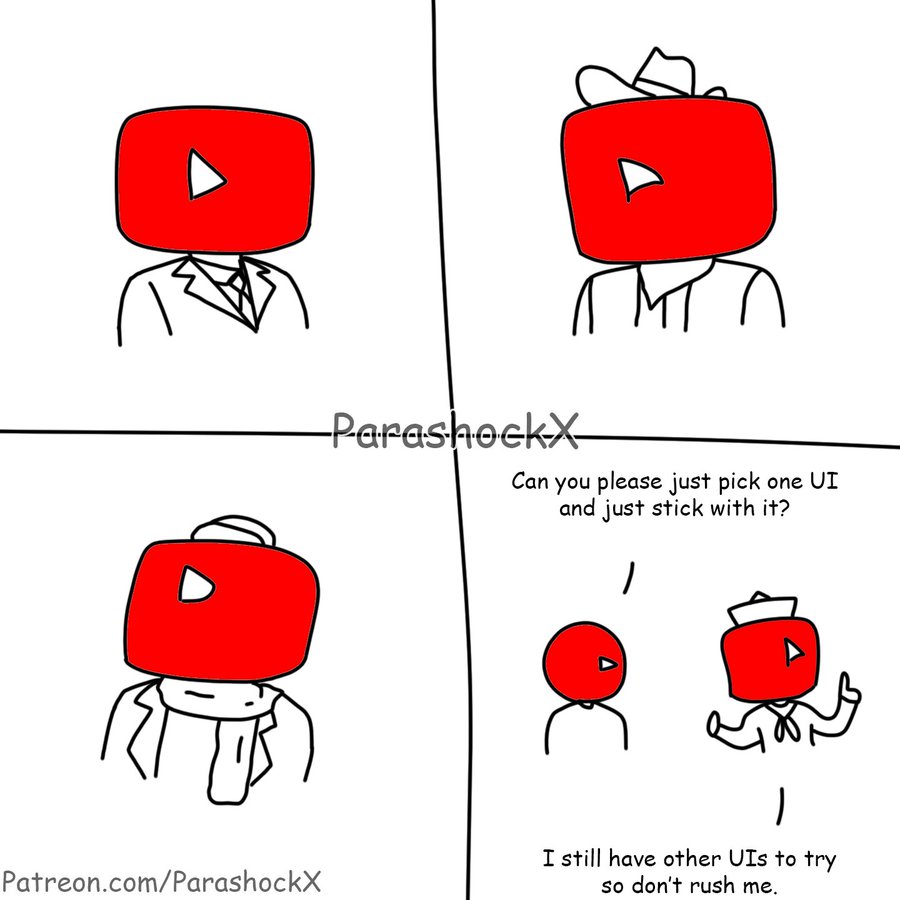 ParashockX
Can you please just pick one UI
and just stick with it?
I still have other UIs to try
so don't rush me.
Patreon.com/ParashockX